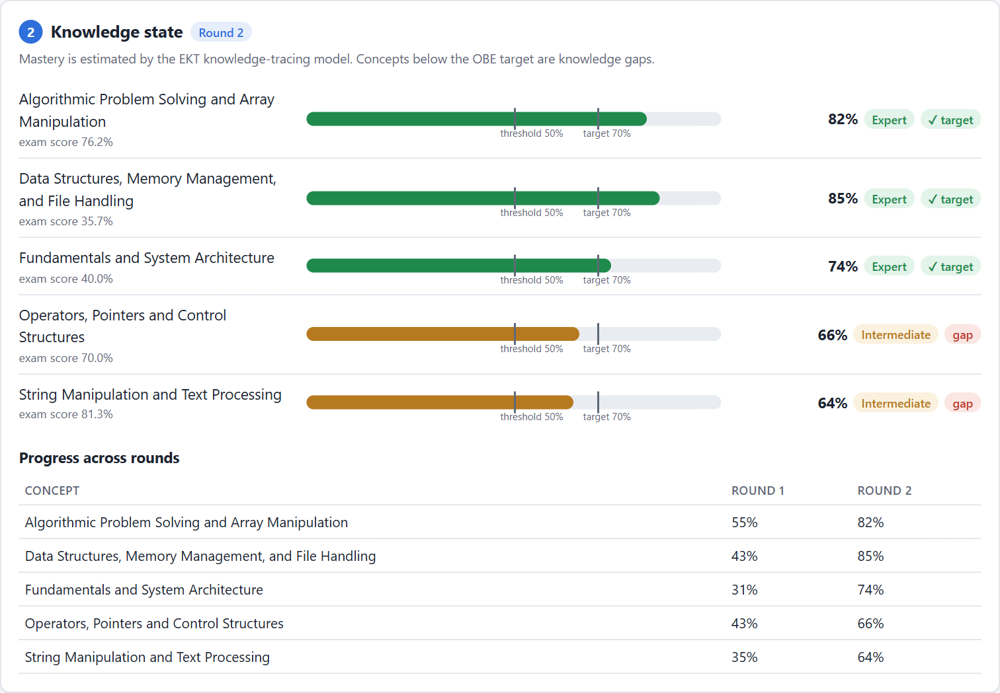 2 Knowledge state Round 2
Mastery is estimated by the EKT knowledge-tracing model. Concepts below the OBE target are knowledge gaps.
Algorithmic Problem Solving and Array
Manipulation
exam score 76.2%
threshold 50% target 70%
82% Expert ✓ target
Data Structures, Memory Management,
and File Handling
exam score 35.7%
threshold 50% target 70%
85% Expert ✓ target
Fundamentals and System Architecture
exam score 40.0%
threshold 50% target 70%
74% Expert ✓ target
Operators, Pointers and Control
Structures
exam score 70.0%
threshold 50% target 70%
66% Intermediate gap
String Manipulation and Text Processing
exam score 81.3%
threshold 50% target 70%
64% Intermediate gap
Progress across rounds
CONCEPT ROUND 1 ROUND 2
Algorithmic Problem Solving and Array Manipulation 55% 82%
Data Structures, Memory Management, and File Handling 43% 85%
Fundamentals and System Architecture 31% 74%
Operators, Pointers and Control Structures 43% 66%
String Manipulation and Text Processing 35% 64%